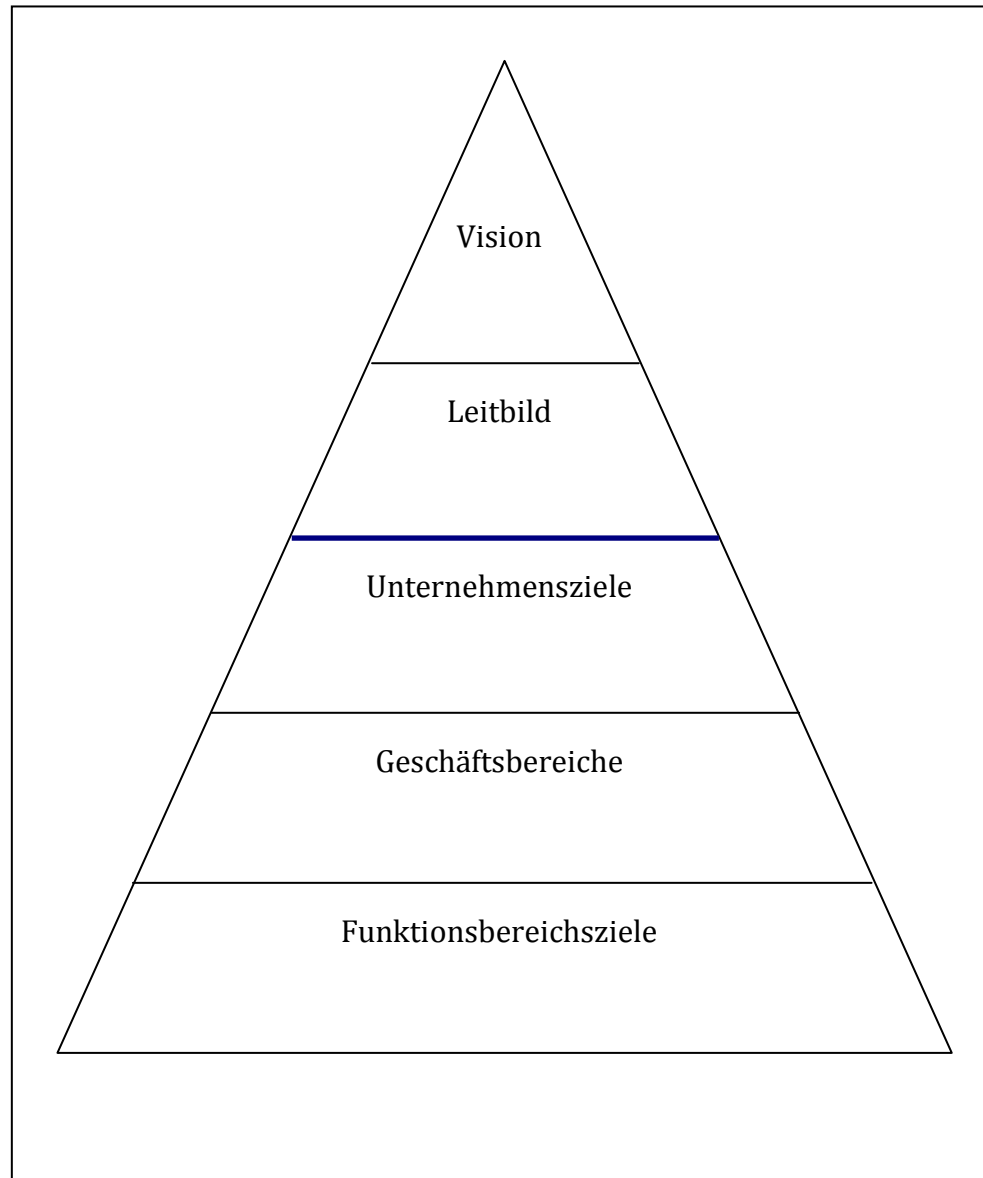 Vision
Leitbild
Unternehmensziele
Geschäftsbereiche
Funktionsbereichsziele